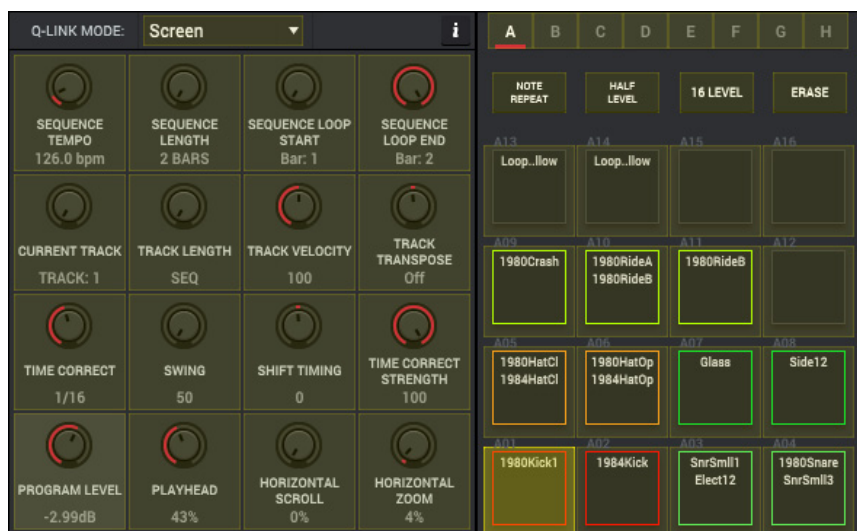 Q-LINK MODE: Screen i
SEQUENCE TEMPO
126.0 bpm
SEQUENCE LENGTH
2 BARS
SEQUENCE LOOP START
Bar: 1
SEQUENCE LOOP END
Bar: 2
CURRENT TRACK
TRACK: 1
TRACK LENGTH
SEQ
TRACK VELOCITY
100
TRACK TRANSPOSE
Off
TIME CORRECT
1/16
SWING
50
SHIFT TIMING
0
TIME CORRECT STRENGTH
100
PROGRAM LEVEL
-2.99dB
PLAYHEAD
43%
HORIZONTAL SCROLL
0%
HORIZONTAL ZOOM
4%
A B C D E F G H
NOTE REPEAT
HALF LEVEL
16 LEVEL
ERASE
A13
Loop..llow
A14
Loop..llow
A15
A16
A09
1980Crash
A10
1980RideA
1980RideB
A11
1980RideB
A12
A05
1980HatCl
1984HatCl
A06
1980HatOp
1984HatOp
A07
Glass
A08
Side12
A01
1980Kick1
A02
1984Kick
A03
SnrSmll1
Elect12
A04
1980Snare
SnrSmll3